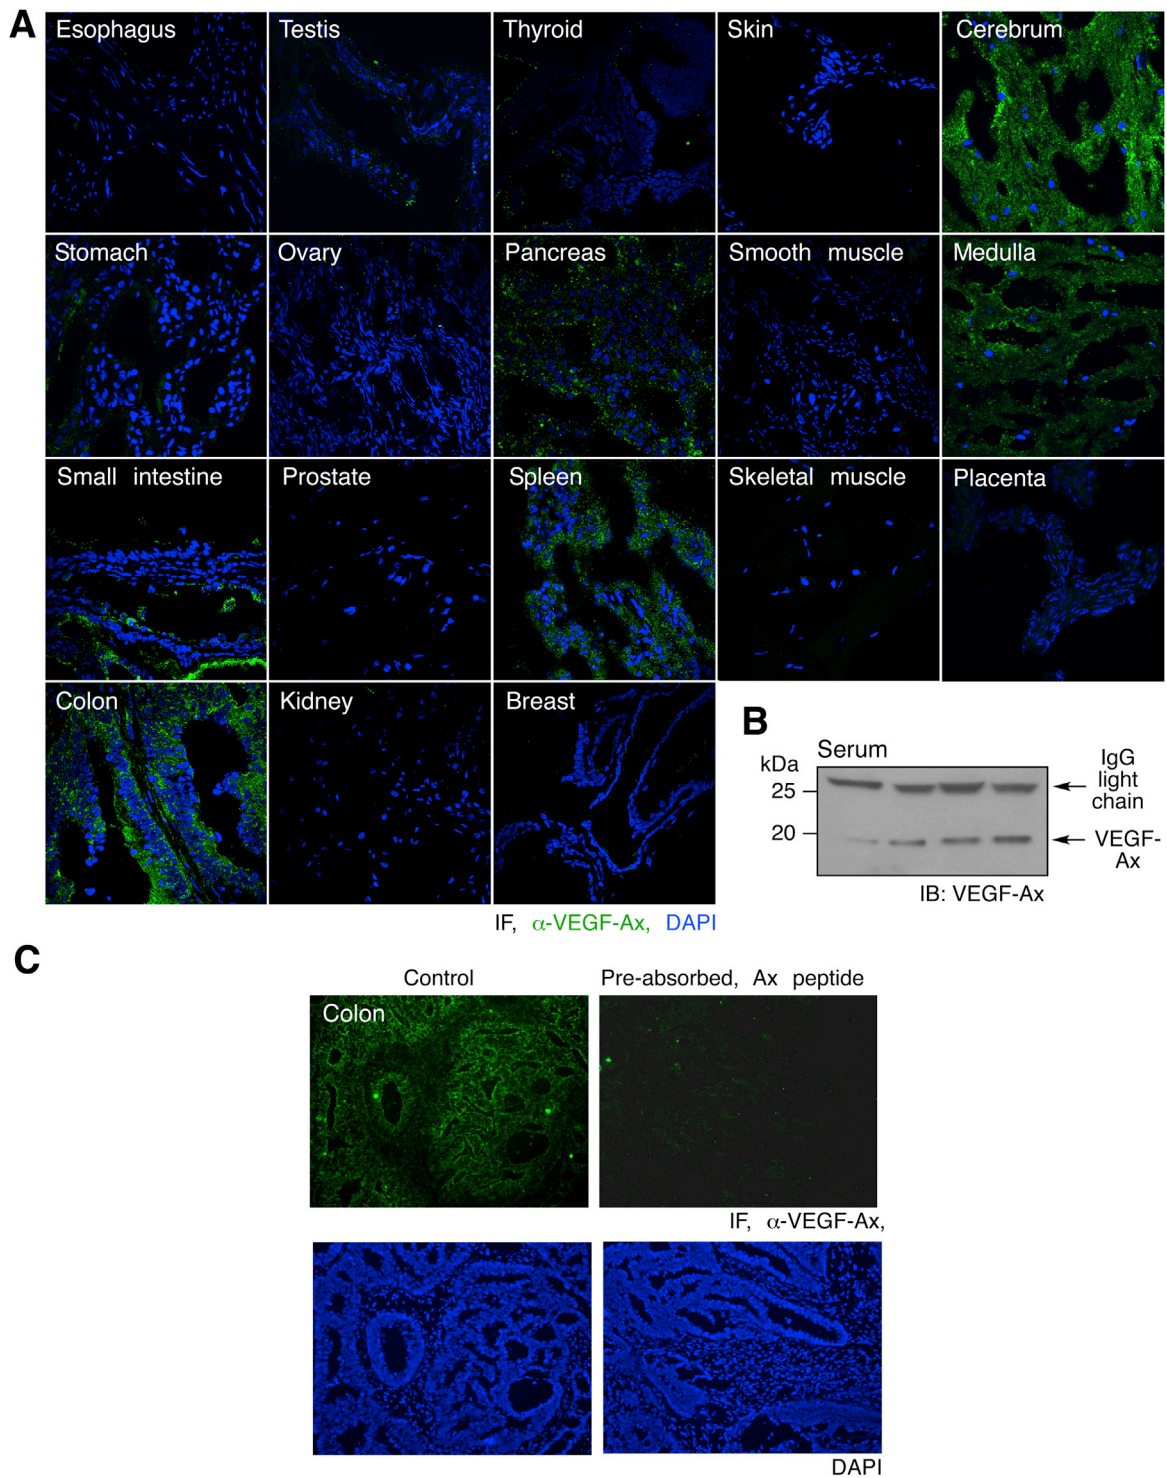 A
Esophagus
Testis
Thyroid
Skin
Cerebrum
Stomach
Ovary
Pancreas
Smooth muscle
Medulla
Small intestine
Prostate
Spleen
Skeletal muscle
Placenta
Colon
Kidney
Breast
IF, α-VEGF-Ax, DAPI
B
kDa
Serum
25
20
IgG
light
chain
VEGF-
Ax
IB: VEGF-Ax
C
Control
Pre-absorbed, Ax peptide
Colon
IF, α-VEGF-Ax,
DAPI